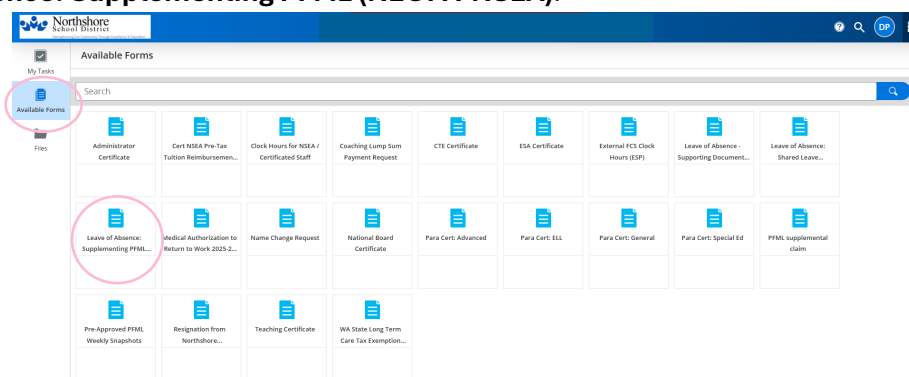 Northshore
School District
DP
My Tasks
Available Forms
Files
Available Forms
Search
Administrator
Certificate
Cert NSEA Pre-Tax
Tuition Reimbursemen...
Clock Hours for NSEA /
Certificated Staff
Coaching Lump Sum
Payment Request
CTE Certificate
ESA Certificate
External FCS Clock
Hours (ESP)
Leave of Absence -
Supporting Document...
Leave of Absence:
Shared Leave...
Leave of Absence:
Supplementing PFML...
Medical Authorization to
Return to Work 2025-2...
Name Change Request
National Board
Certificate
Para Cert: Advanced
Para Cert: ELL
Para Cert: General
Para Cert: Special Ed
PFML supplemental
claim
Pre-Approved PFML
Weekly Snapshots
Resignation from
Northshore...
Teaching Certificate
WA State Long Term
Care Tax Exemption...